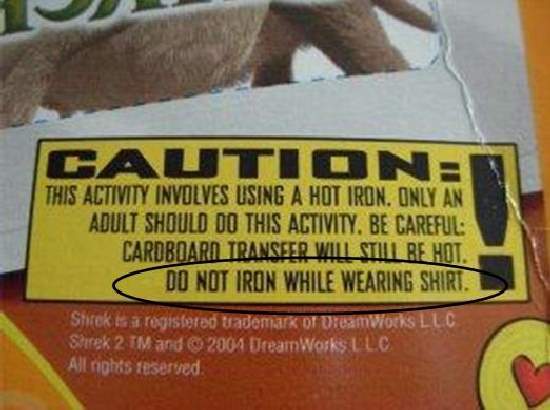 CAUTION:!
THIS ACTIVITY INVOLVES USING A HOT IRON. ONLY AN
ADULT SHOULD DO THIS ACTIVITY. BE CAREFUL:
CARDBOARD TRANSFER WILL STILL BE HOT.
DO NOT IRON WHILE WEARING SHIRT.
Shrek is a registered trademark of DreamWorks L.L.C.
Shrek 2 TM and © 2004 DreamWorks L.L.C.
All rights reserved.